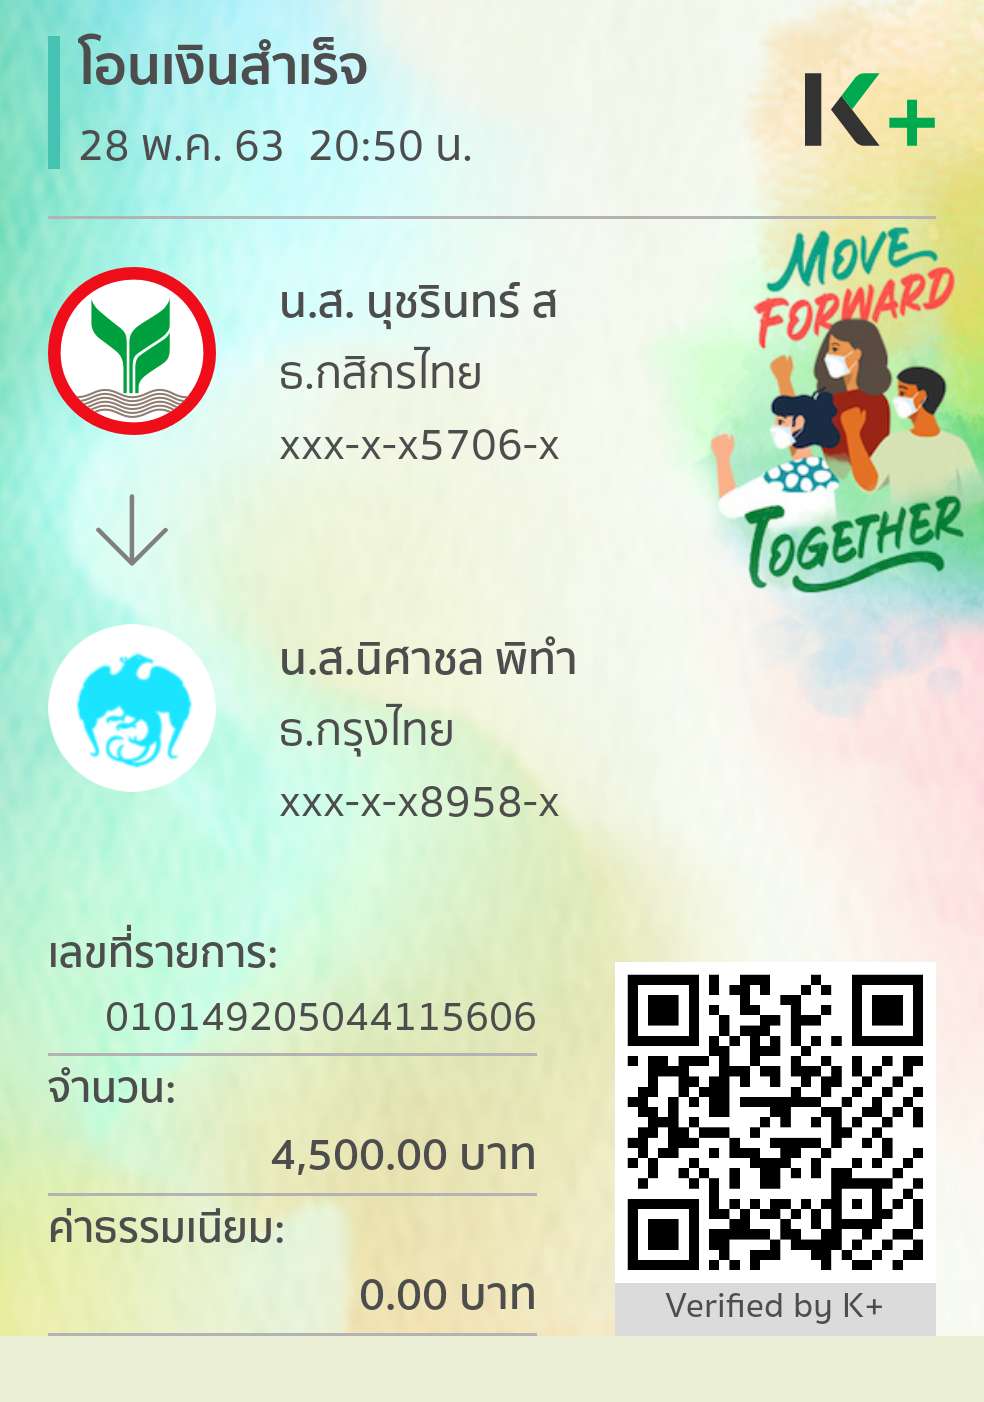 โอนเงินสำเร็จ
28 พ.ค. 63  20:50 น.
K+
MOVE
FORWARD
TOGETHER
น.ส. นุชรินทร์ ส
ธ.กสิกรไทย
xxx-x-x5706-x
น.ส.นิศาชล พิทำ
ธ.กรุงไทย
xxx-x-x8958-x
เลขที่รายการ:
010149205044115606
จำนวน:
4,500.00 บาท
ค่าธรรมเนียม:
0.00 บาท
Verified by K+